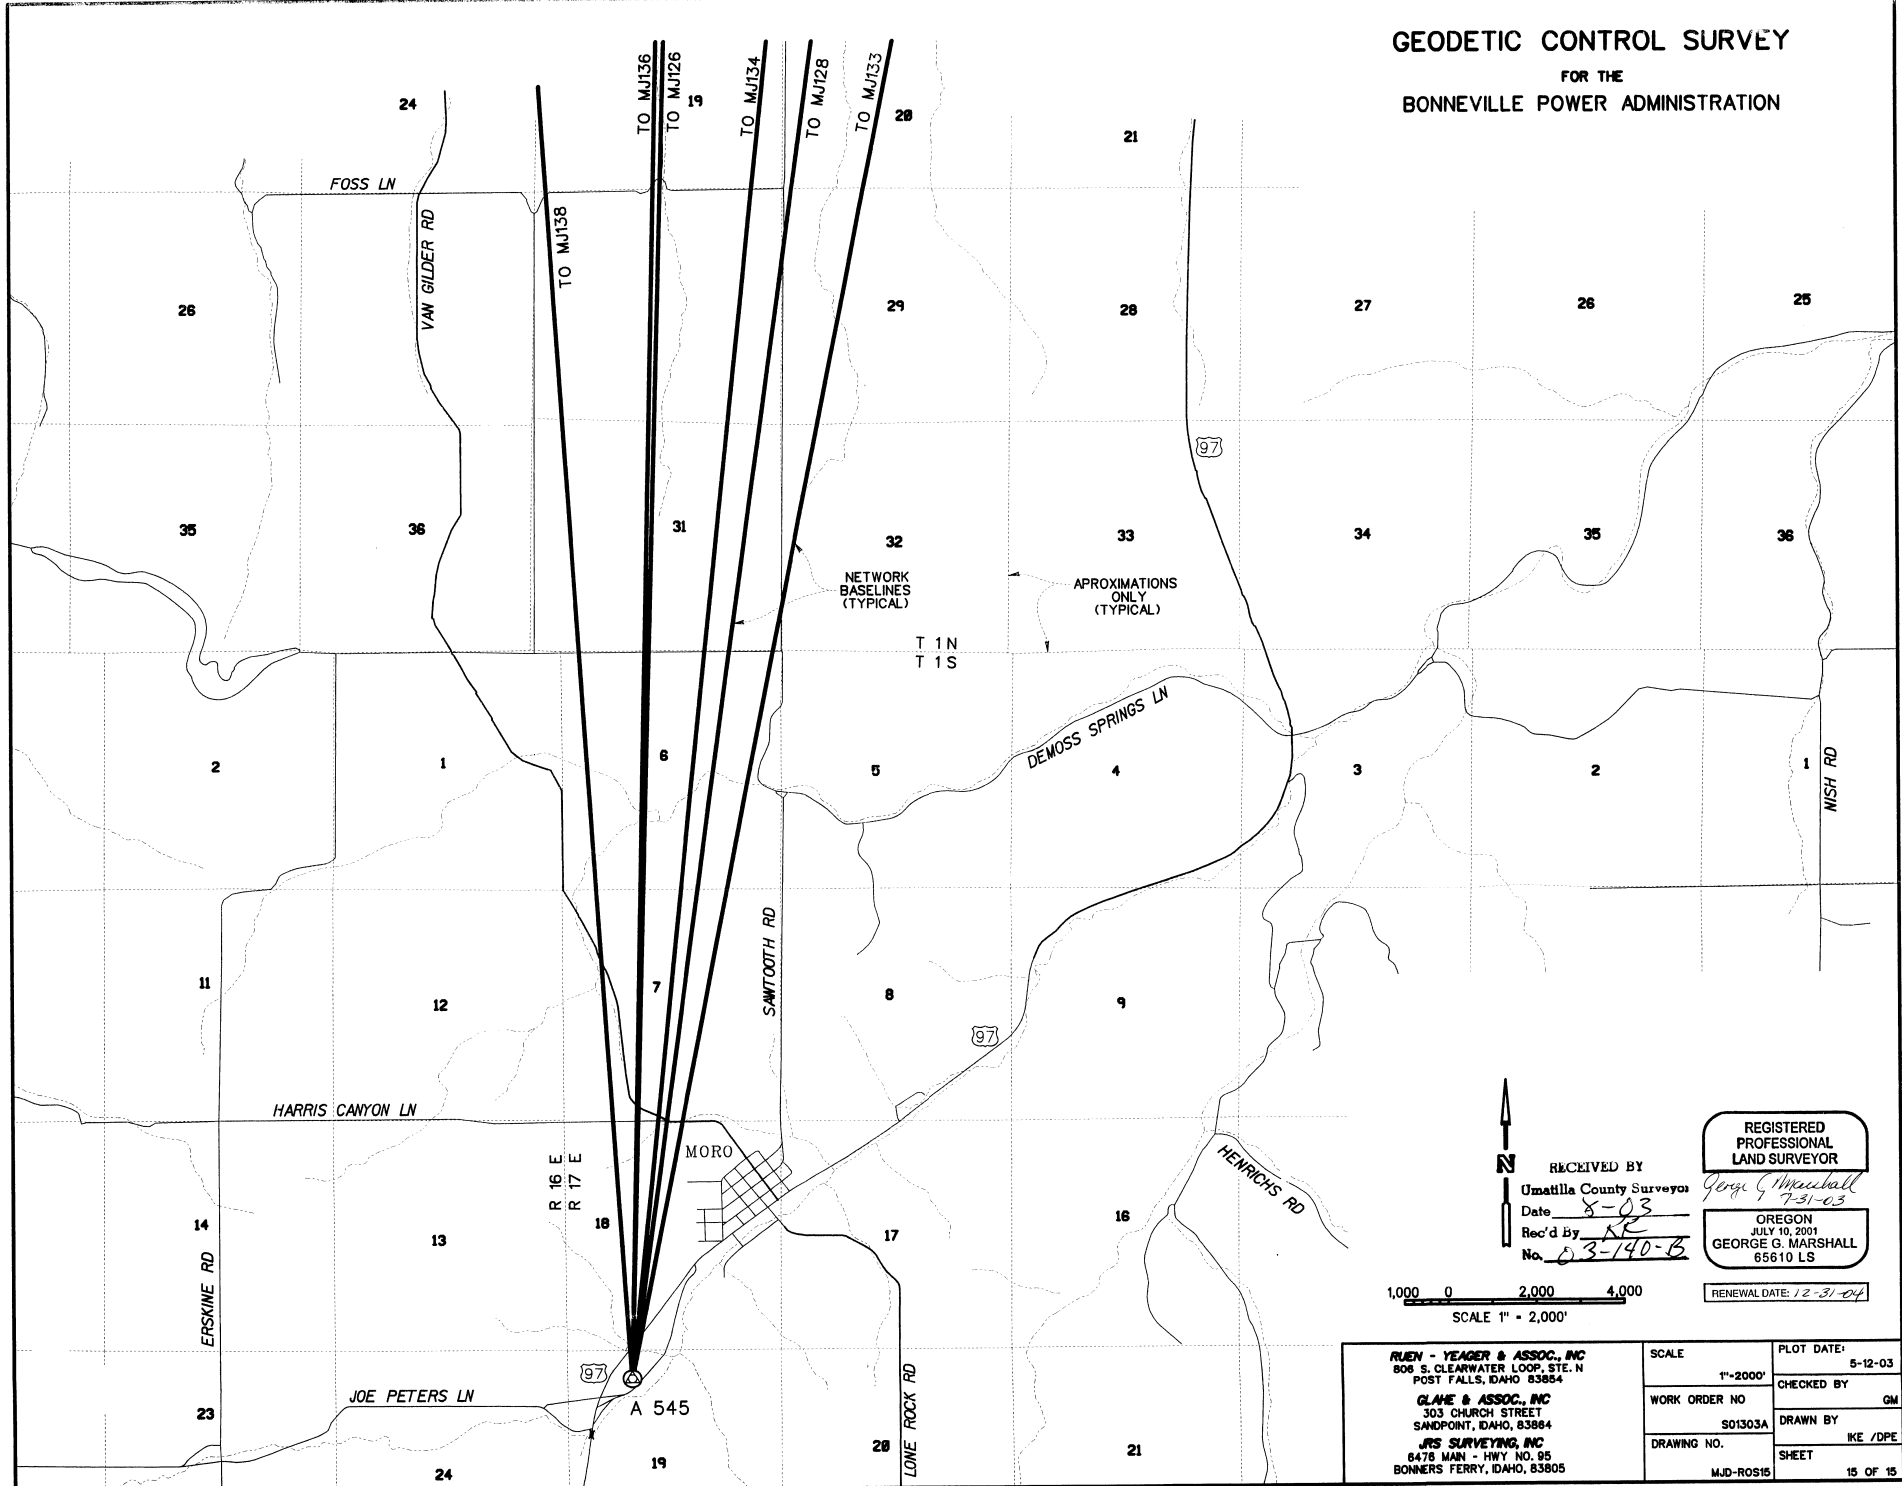 GEODETIC CONTROL SURVEY
FOR THE
BONNEVILLE POWER ADMINISTRATION
TO MJ136
TO MJ126
TO MJ134
TO MJ128
TO MJ133
TO MJ138
24
19
20
21
FOSS LN
VAN GILDER RD
26
29
28
27
26
25
97
35
36
31
32
33
34
35
36
NETWORK
BASELINES
(TYPICAL)
APROXIMATIONS
ONLY
(TYPICAL)
T 1N
T 1S
DEMOSS SPRINGS LN
2
1
6
5
4
3
2
1
NISH RD
SAWTOOTH RD
11
12
7
8
9
97
HARRIS CANYON LN
MORO
R 16 E
R 17 E
HENRICHS RD
14
13
18
17
16
ERSKINE RD
97
JOE PETERS LN
A 545
LONE ROCK RD
23
24
19
20
21
N
RECEIVED BY
Umatilla County Surveyor
Date 8-03
Rec'd By KR
No. 03-140-B
REGISTERED
PROFESSIONAL
LAND SURVEYOR
George G Marshall
7-31-03
OREGON
JULY 10, 2001
GEORGE G. MARSHALL
65610 LS
RENEWAL DATE: 12-31-04
1,000 0 2,000 4,000
SCALE 1" = 2,000'
RUEN - YEAGER & ASSOC., INC
806 S. CLEARWATER LOOP, STE. N
POST FALLS, IDAHO 83854
GLAHE & ASSOC., INC
303 CHURCH STREET
SANDPOINT, IDAHO, 83864
JRS SURVEYING, INC
6476 MAIN - HWY NO. 95
BONNERS FERRY, IDAHO, 83805
SCALE
1"=2000'
WORK ORDER NO
S01303A
DRAWING NO.
MJD-ROS15
PLOT DATE:
5-12-03
CHECKED BY
GM
DRAWN BY
IKE /DPE
SHEET
15 OF 15